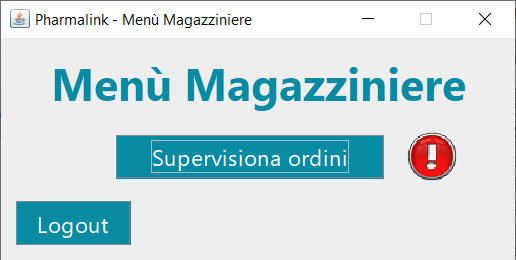 Pharmalink - Menù Magazziniere
Menù Magazziniere
Supervisiona ordini
!
Logout